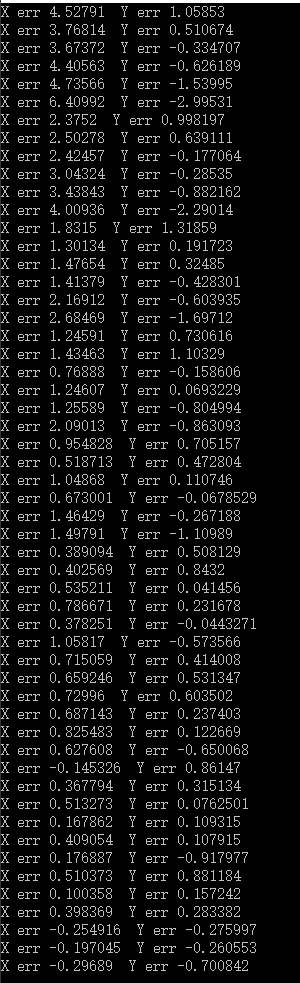 X err 4.52791  Y err 1.05853
X err 3.76814  Y err 0.510674
X err 3.67372  Y err -0.334707
X err 4.40563  Y err -0.626189
X err 4.73566  Y err -1.53995
X err 6.40992  Y err -2.99531
X err 2.3752  Y err 0.998197
X err 2.50278  Y err 0.639111
X err 2.42457  Y err -0.177064
X err 3.04324  Y err -0.28535
X err 3.43843  Y err -0.882162
X err 4.00936  Y err -2.29014
X err 1.8315  Y err 1.31859
X err 1.30134  Y err 0.191723
X err 1.47654  Y err 0.32485
X err 1.41379  Y err -0.428301
X err 2.16912  Y err -0.603935
X err 2.68469  Y err -1.69712
X err 1.24591  Y err 0.730616
X err 1.43463  Y err 1.10329
X err 0.76888  Y err -0.158606
X err 1.24607  Y err 0.0693229
X err 1.25589  Y err -0.804994
X err 2.09013  Y err -0.863093
X err 0.954828  Y err 0.705157
X err 0.518713  Y err 0.472804
X err 1.04868  Y err 0.110746
X err 0.673001  Y err -0.0678529
X err 1.46429  Y err -0.267188
X err 1.49791  Y err -1.10989
X err 0.389094  Y err 0.508129
X err 0.402569  Y err 0.8432
X err 0.535211  Y err 0.041456
X err 0.786671  Y err 0.231678
X err 0.378251  Y err -0.0443271
X err 1.05817  Y err -0.573566
X err 0.715059  Y err 0.414008
X err 0.659246  Y err 0.531347
X err 0.72996  Y err 0.603502
X err 0.687143  Y err 0.237403
X err 0.825483  Y err 0.122669
X err 0.627608  Y err -0.650068
X err -0.145326  Y err 0.86147
X err 0.367794  Y err 0.315134
X err 0.513273  Y err 0.0762501
X err 0.167862  Y err 0.109315
X err 0.409054  Y err 0.107915
X err 0.176887  Y err -0.917977
X err 0.510373  Y err 0.881184
X err 0.100358  Y err 0.157242
X err 0.398369  Y err 0.283382
X err -0.254916  Y err -0.275997
X err -0.197045  Y err -0.260553
X err -0.29689  Y err -0.700842